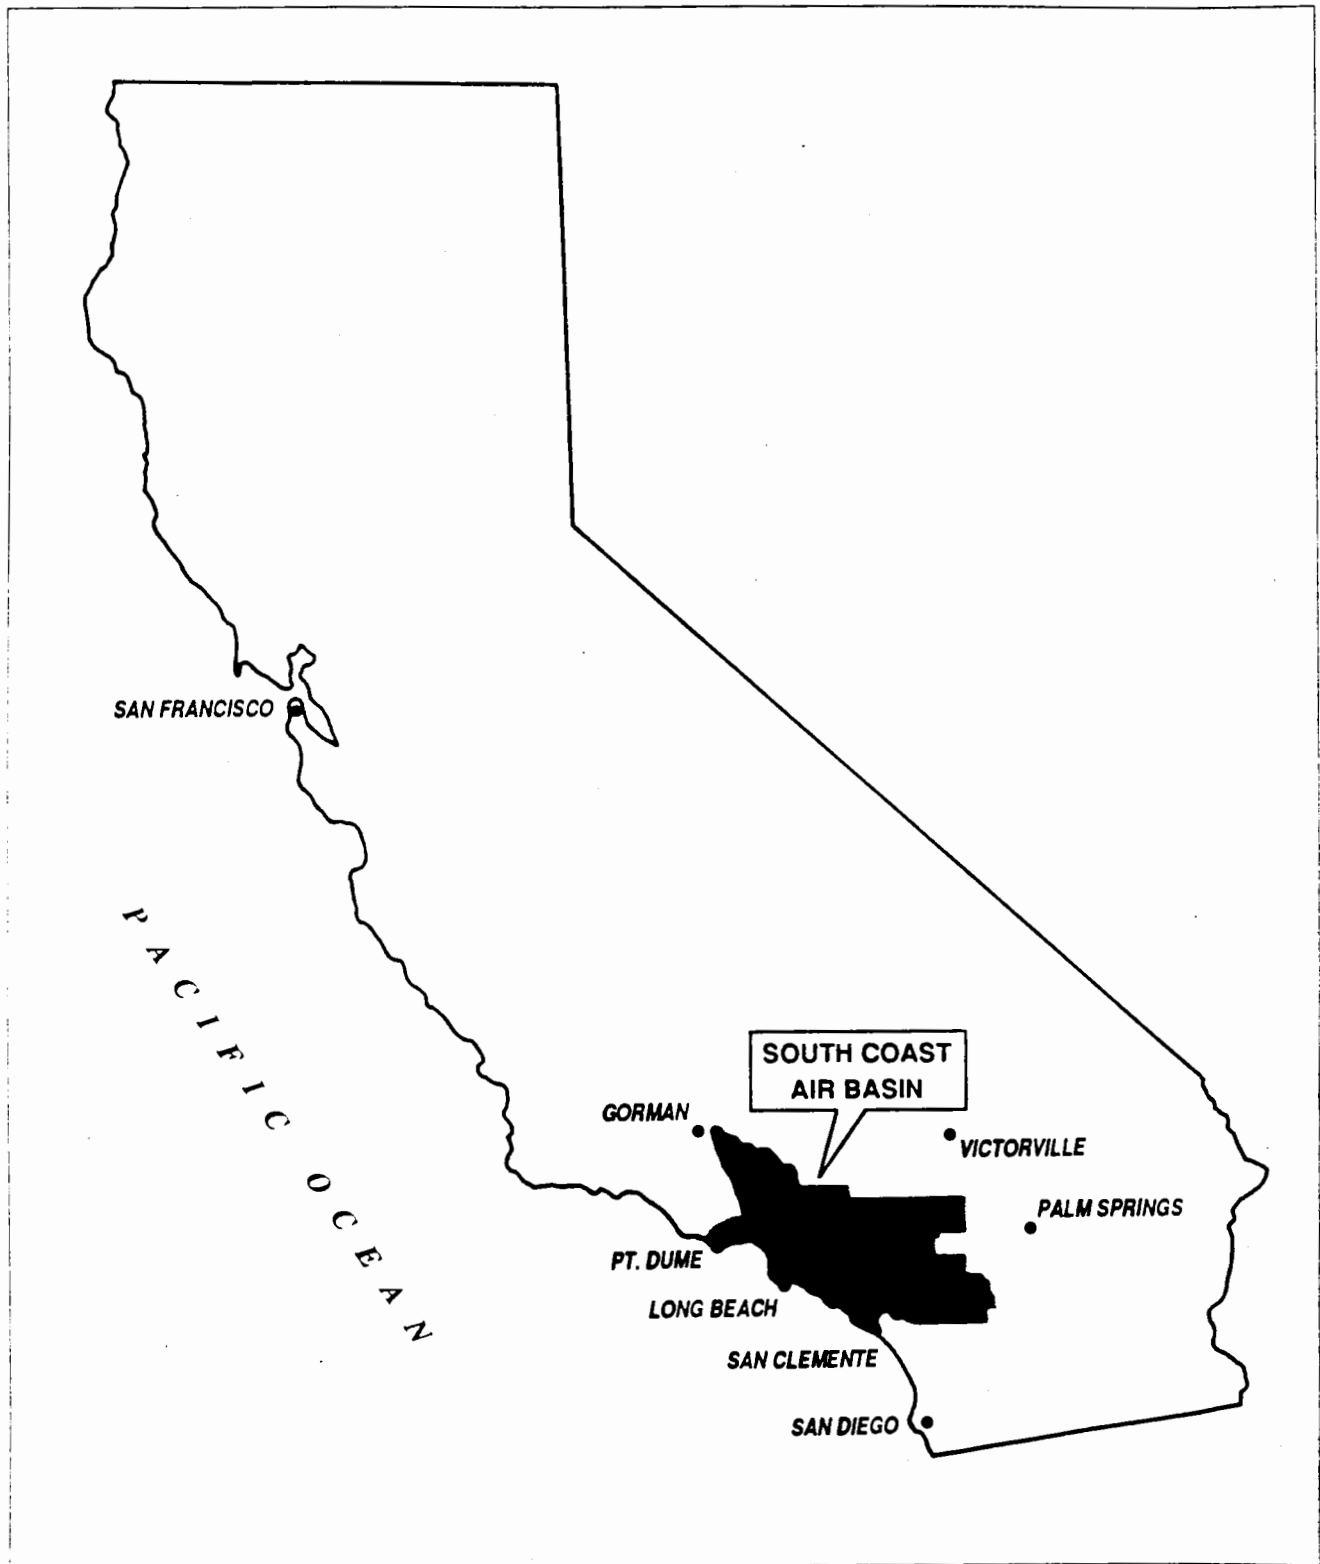 SAN FRANCISCO
PACIFIC OCEAN
SOUTH COAST
AIR BASIN
GORMAN
VICTORVILLE
PALM SPRINGS
PT. DUME
LONG BEACH
SAN CLEMENTE
SAN DIEGO